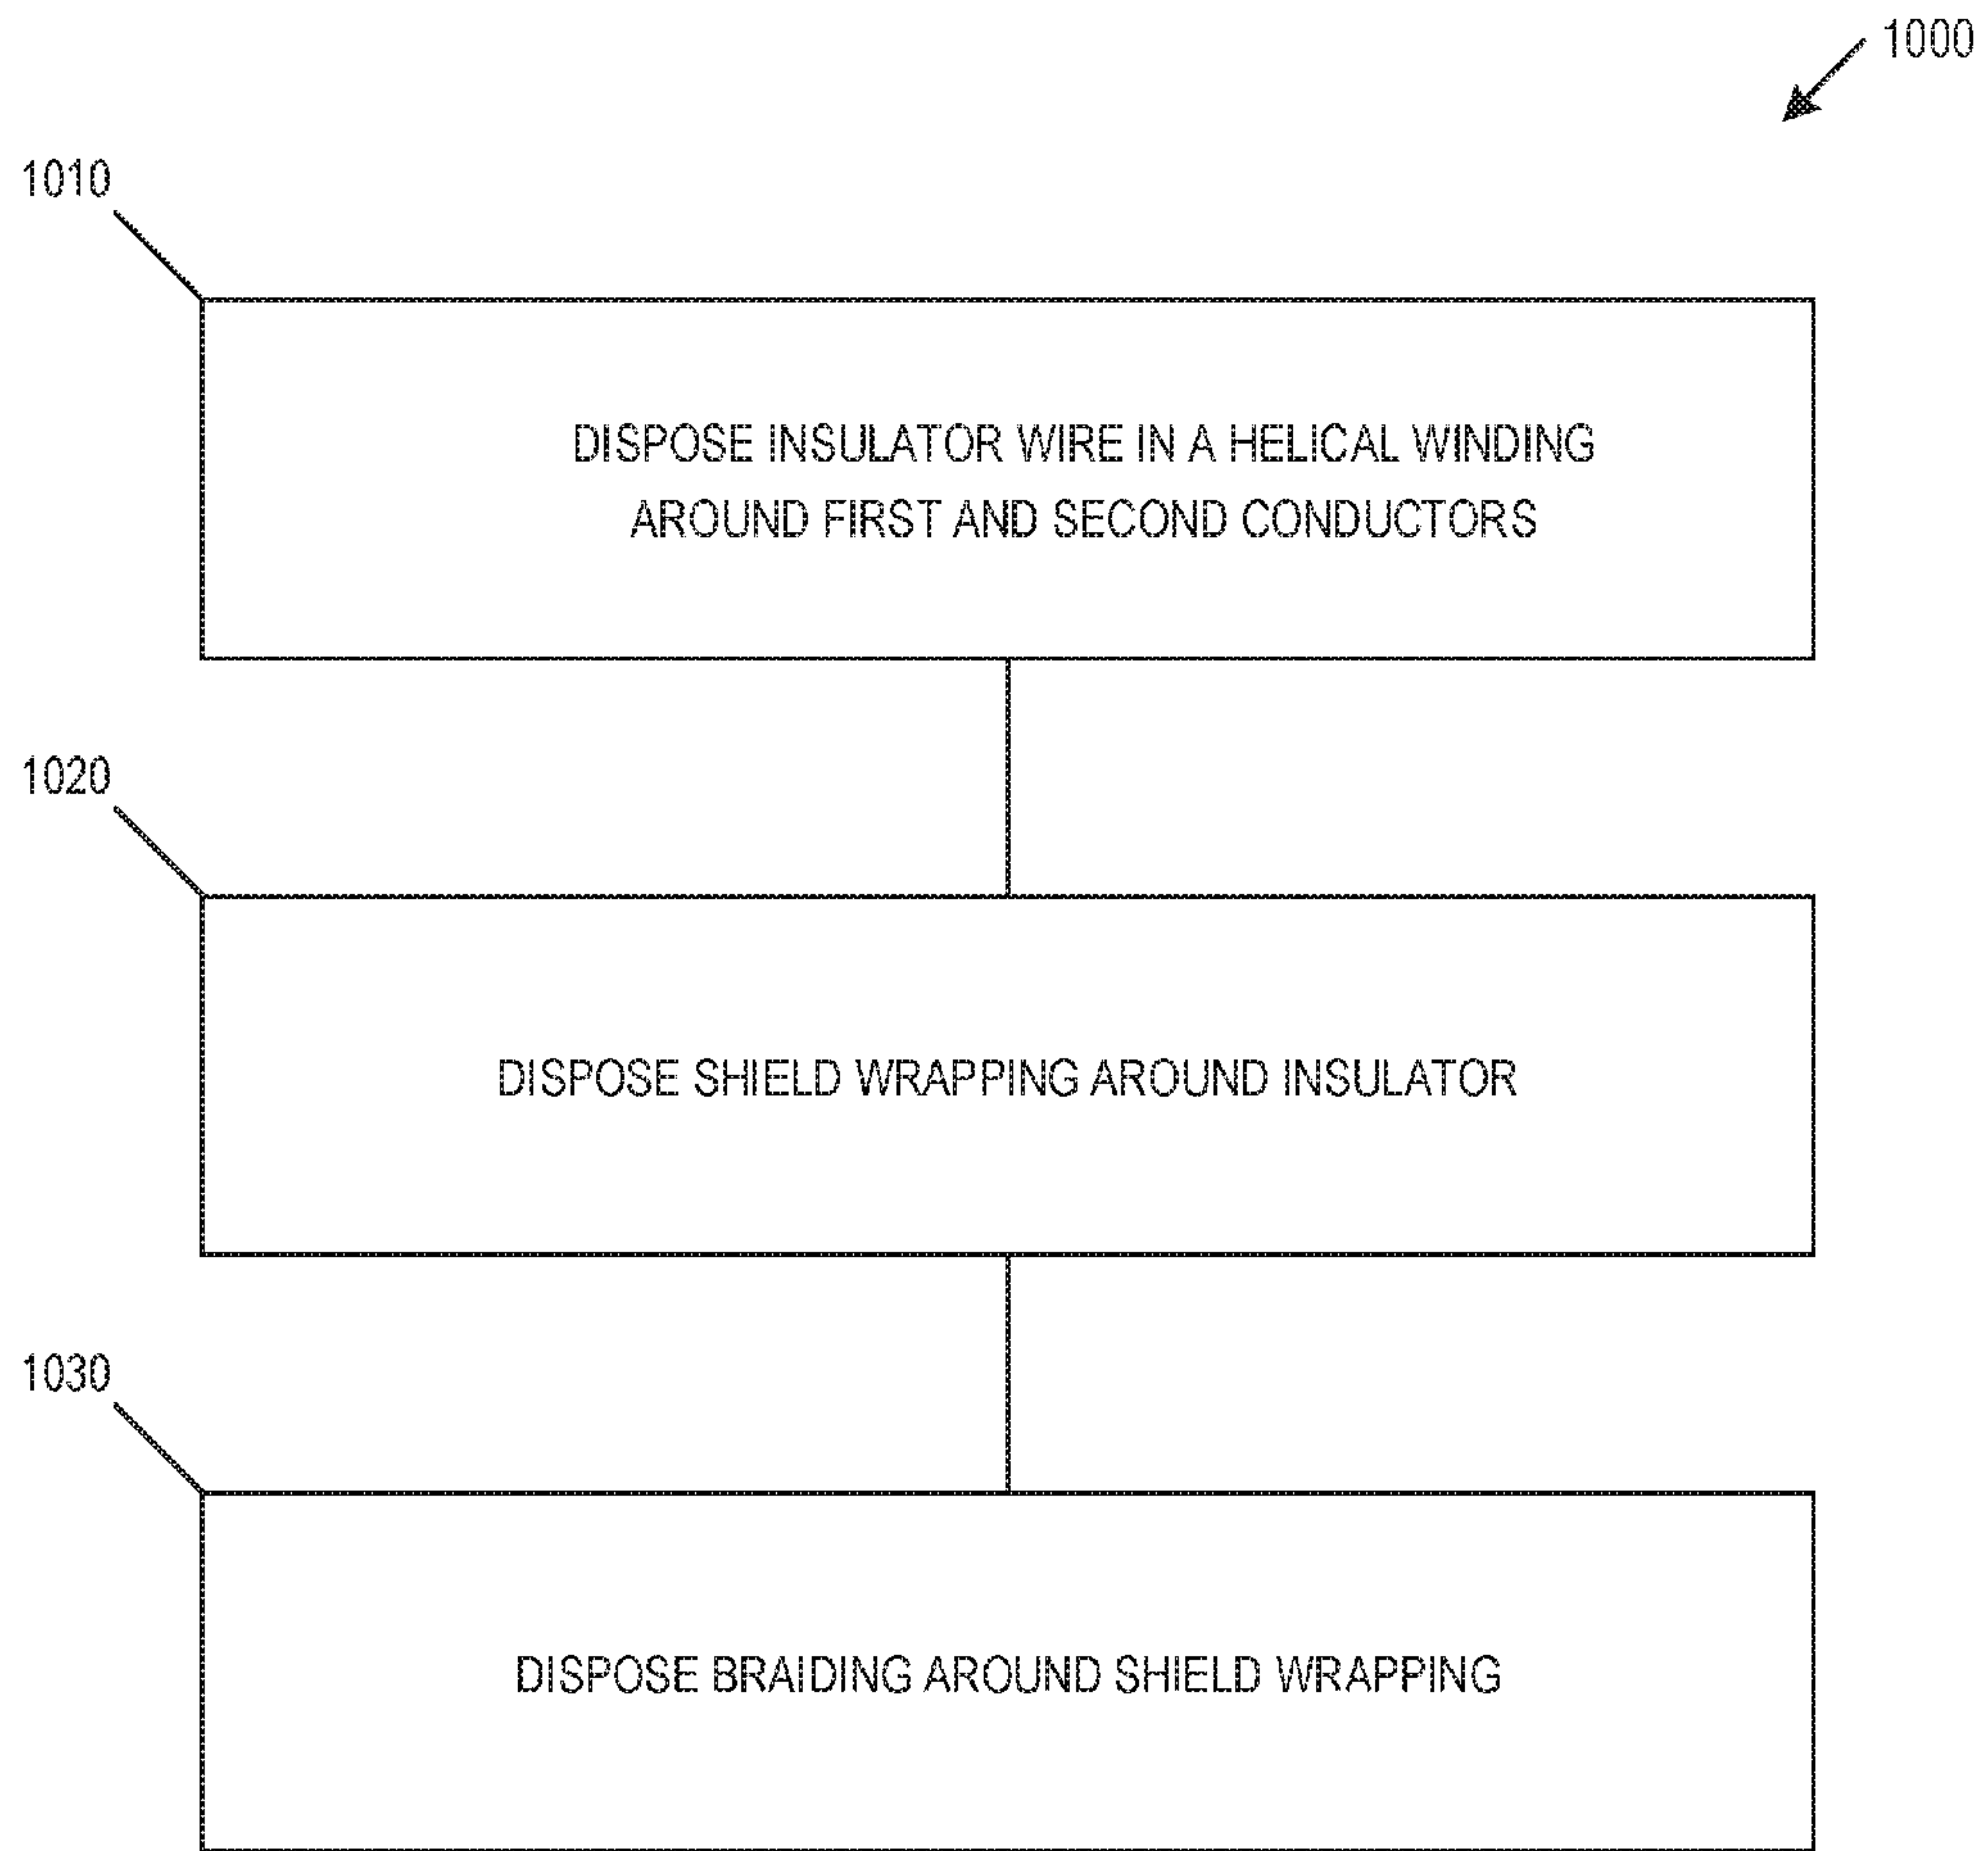 1000
1010
DISPOSE INSULATOR WIRE IN A HELICAL WINDING
AROUND FIRST AND SECOND CONDUCTORS
1020
DISPOSE SHIELD WRAPPING AROUND INSULATOR
1030
DISPOSE BRAIDING AROUND SHIELD WRAPPING